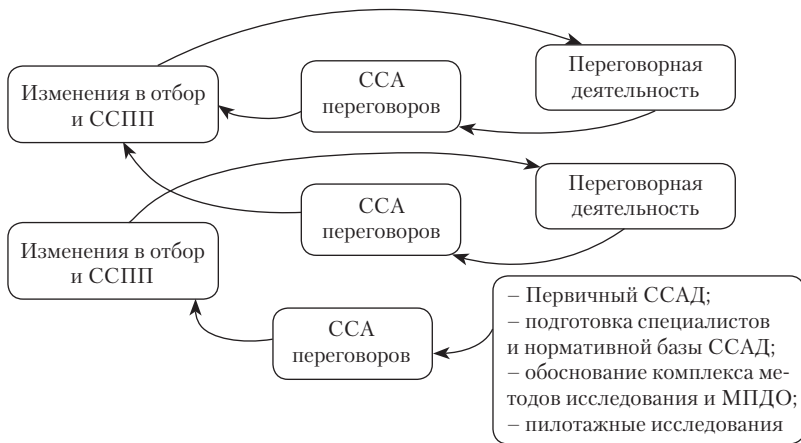 Изменения в отбор
и ССПП
ССА
переговоров
Переговорная
деятельность
Изменения в отбор
и ССПП
ССА
переговоров
Переговорная
деятельность
ССА
переговоров
– Первичный ССАД;
– подготовка специалистов
и нормативной базы ССАД;
– обоснование комплекса ме-
тодов исследования и МПДО;
– пилотажные исследования